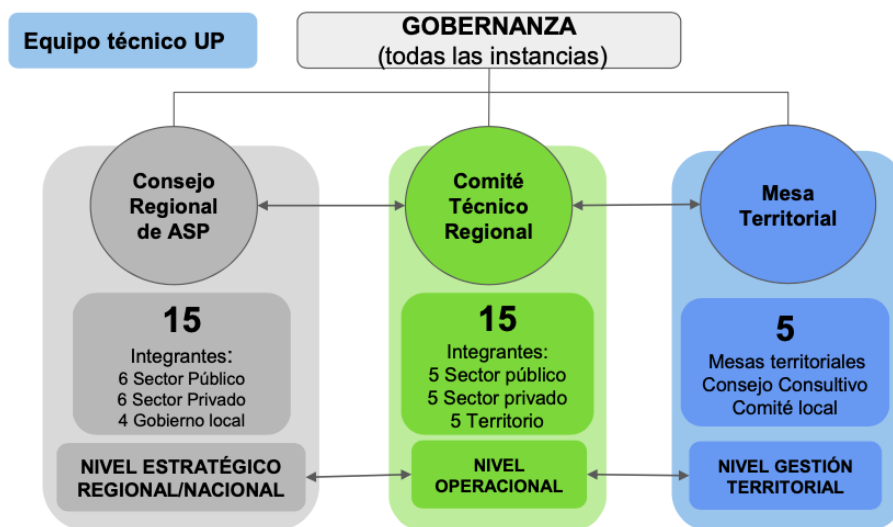 Equipo técnico UP
GOBERNANZA
(todas las instancias)
Consejo
Regional
de ASP
15
Integrantes:
6 Sector Público
6 Sector Privado
4 Gobierno local
NIVEL ESTRATÉGICO
REGIONAL/NACIONAL
Comité
Técnico
Regional
15
Integrantes:
5 Sector público
5 Sector privado
5 Territorio
NIVEL
OPERACIONAL
Mesa
Territorial
5
Mesas territoriales
Consejo Consultivo
Comité local
NIVEL GESTIÓN
TERRITORIAL